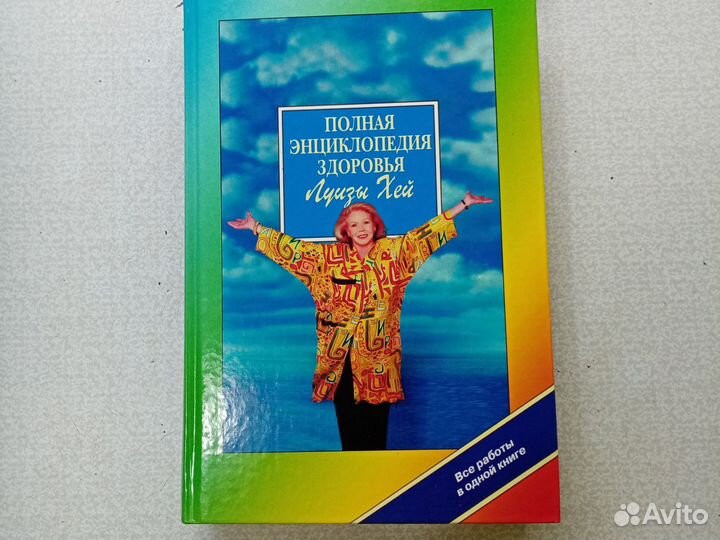 ПОЛНАЯ
ЭНЦИКЛОПЕДИЯ
ЗДОРОВЬЯ
Луизы Хей
Все работы
в одной книге
Avito